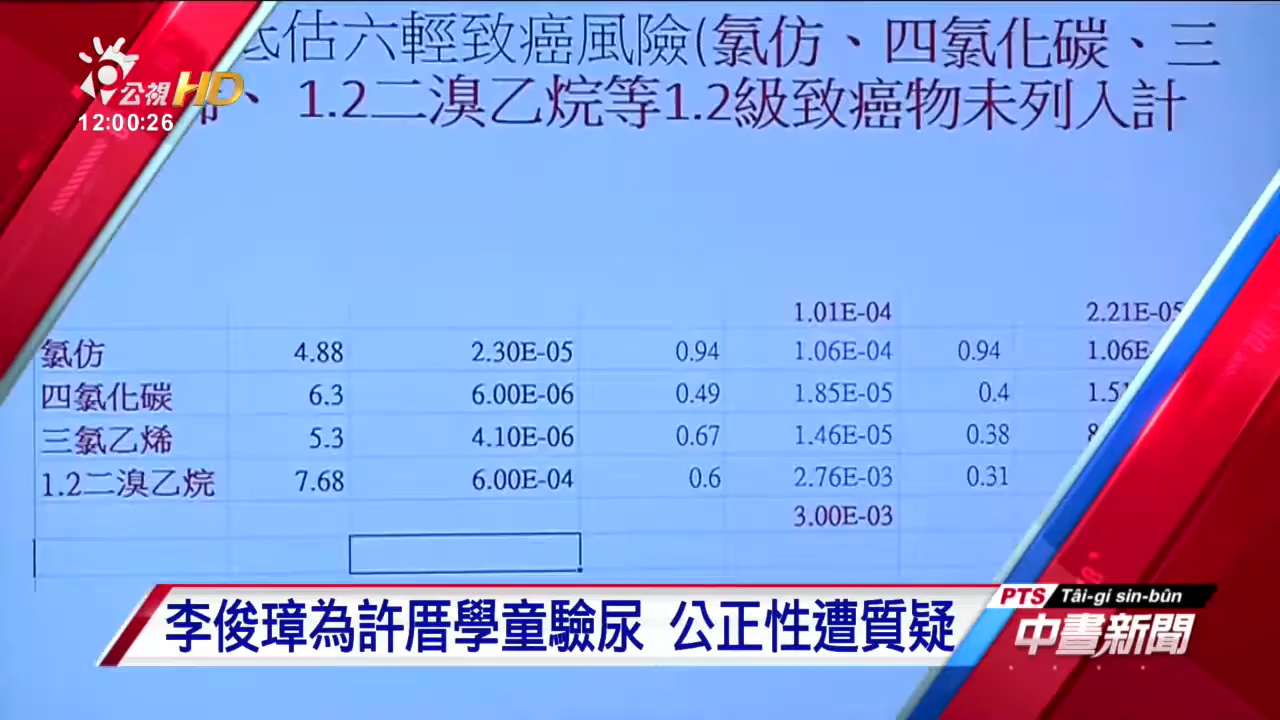 估六輕致癌風險(氯仿、四氯化碳、三
、1.2二溴乙烷等1.2級致癌物未列入計
公視HD
12:00:26
1.01E-04 2.21E-05
氯仿 4.88 2.30E-05 0.94 1.06E-04 0.94 1.06E-
四氯化碳 6.3 6.00E-06 0.49 1.85E-05 0.4 1.51
三氯乙烯 5.3 4.10E-06 0.67 1.46E-05 0.38 8
1.2二溴乙烷 7.68 6.00E-04 0.6 2.76E-03 0.31
3.00E-03
李俊璋為許厝學童驗尿 公正性遭質疑
PTS Tâi-gí sin-bûn
中晝新聞